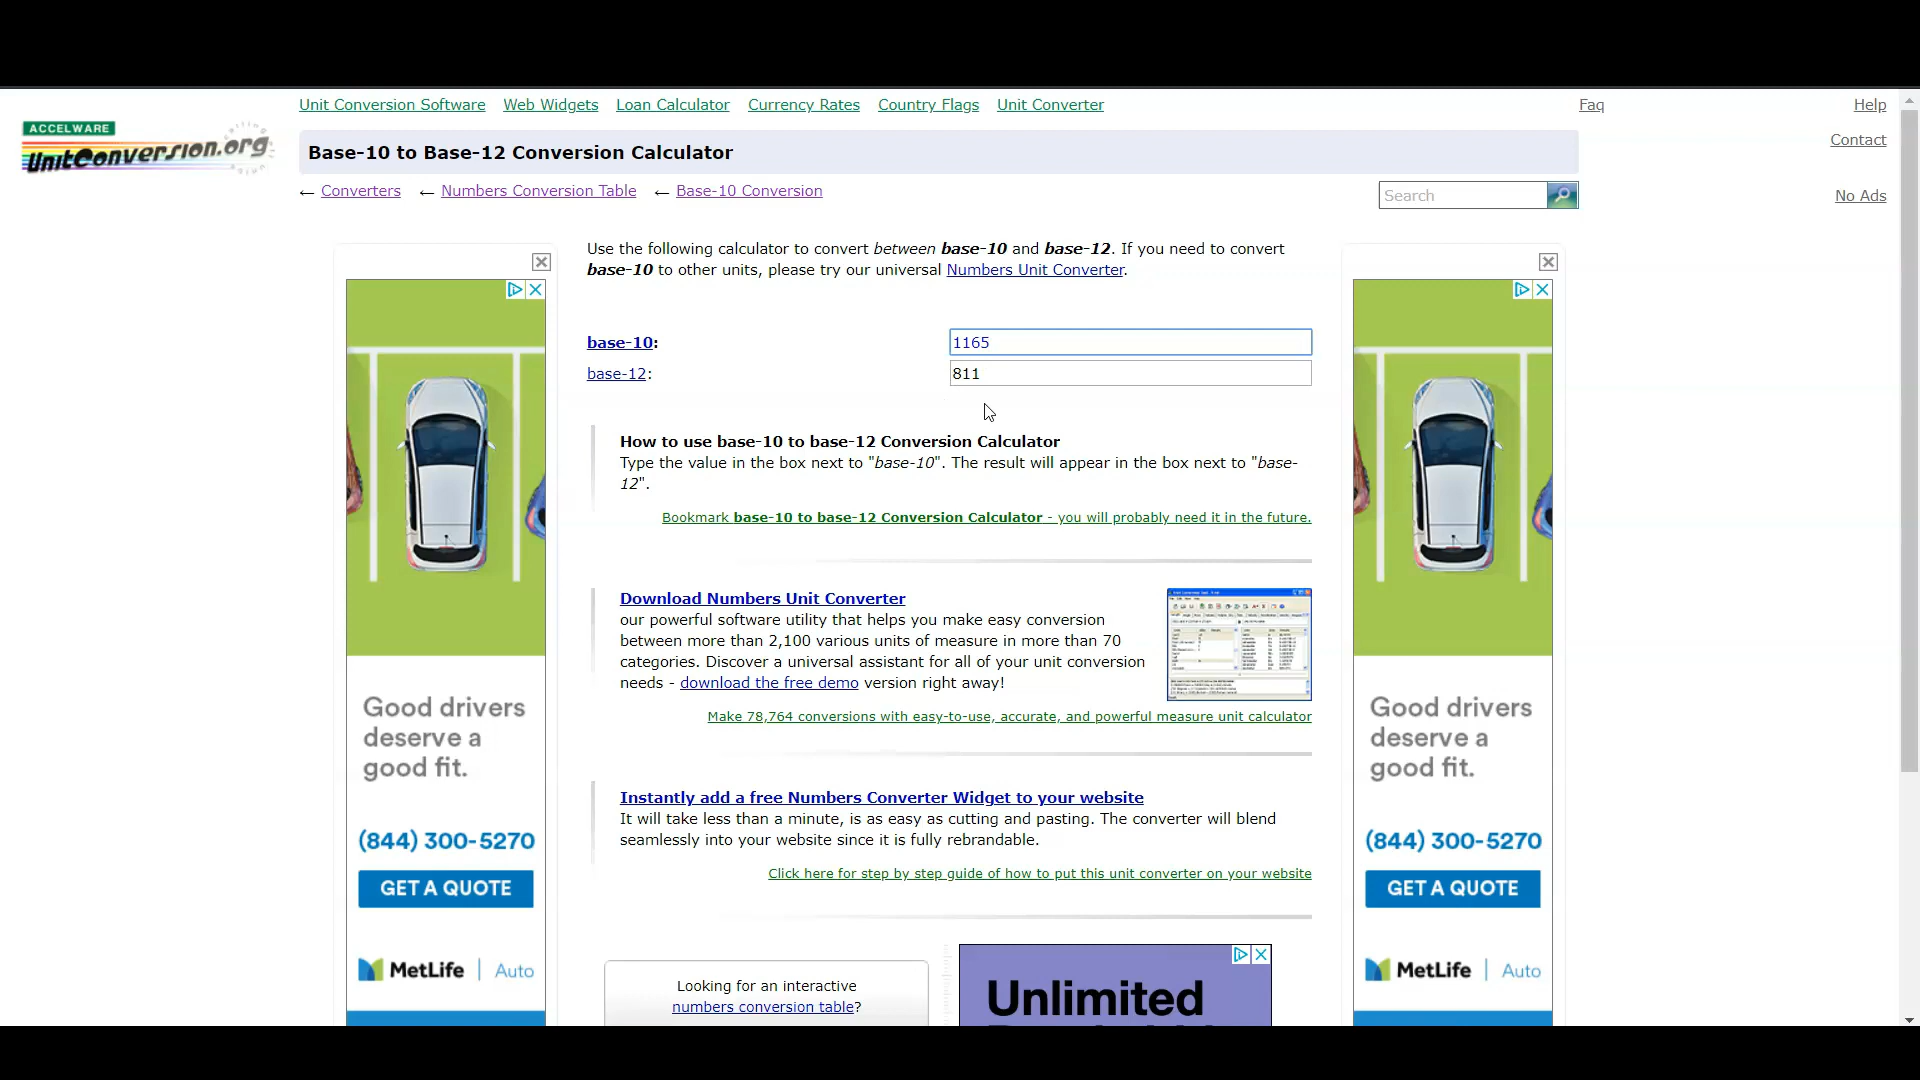 Unit Conversion Software Web Widgets Loan Calculator Currency Rates Country Flags Unit Converter Faq Help
ACCELWARE
UnitConversion.org
Contact
Base-10 to Base-12 Conversion Calculator
← Converters ← Numbers Conversion Table ← Base-10 Conversion
Search
No Ads
Use the following calculator to convert between base-10 and base-12. If you need to convert
base-10 to other units, please try our universal Numbers Unit Converter.
base-10: 1165
base-12: 811
How to use base-10 to base-12 Conversion Calculator
Type the value in the box next to "base-10". The result will appear in the box next to "base-
12".
Bookmark base-10 to base-12 Conversion Calculator - you will probably need it in the future.
Download Numbers Unit Converter
our powerful software utility that helps you make easy conversion
between more than 2,100 various units of measure in more than 70
categories. Discover a universal assistant for all of your unit conversion
needs - download the free demo version right away!
Make 78,764 conversions with easy-to-use, accurate, and powerful measure unit calculator
Instantly add a free Numbers Converter Widget to your website
It will take less than a minute, is as easy as cutting and pasting. The converter will blend
seamlessly into your website since it is fully rebrandable.
Click here for step by step guide of how to put this unit converter on your website
Looking for an interactive
numbers conversion table?
Unlimited
Good drivers
deserve a
good fit.
(844) 300-5270
GET A QUOTE
MetLife | Auto
Good drivers
deserve a
good fit.
(844) 300-5270
GET A QUOTE
MetLife | Auto